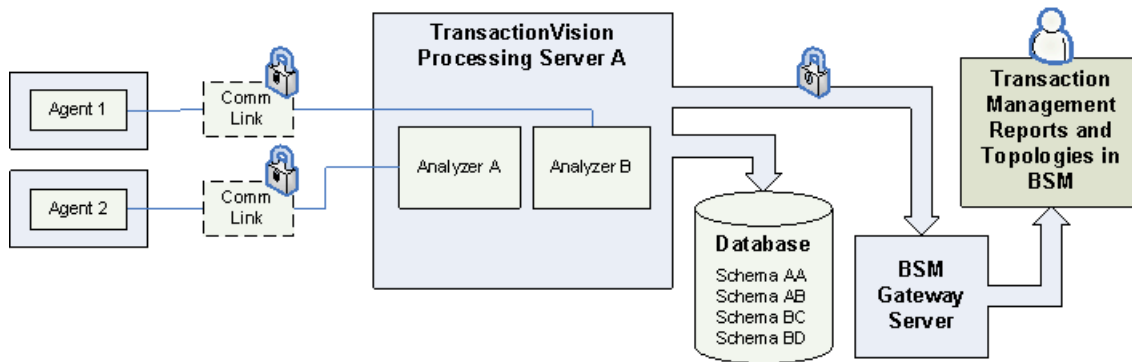 TransactionVision
Processing Server A
Agent 1
Comm
Link
Agent 2
Comm
Link
Analyzer A
Analyzer B
Database
Schema AA
Schema AB
Schema BC
Schema BD
BSM
Gateway
Server
Transaction
Management
Reports and
Topologies in
BSM